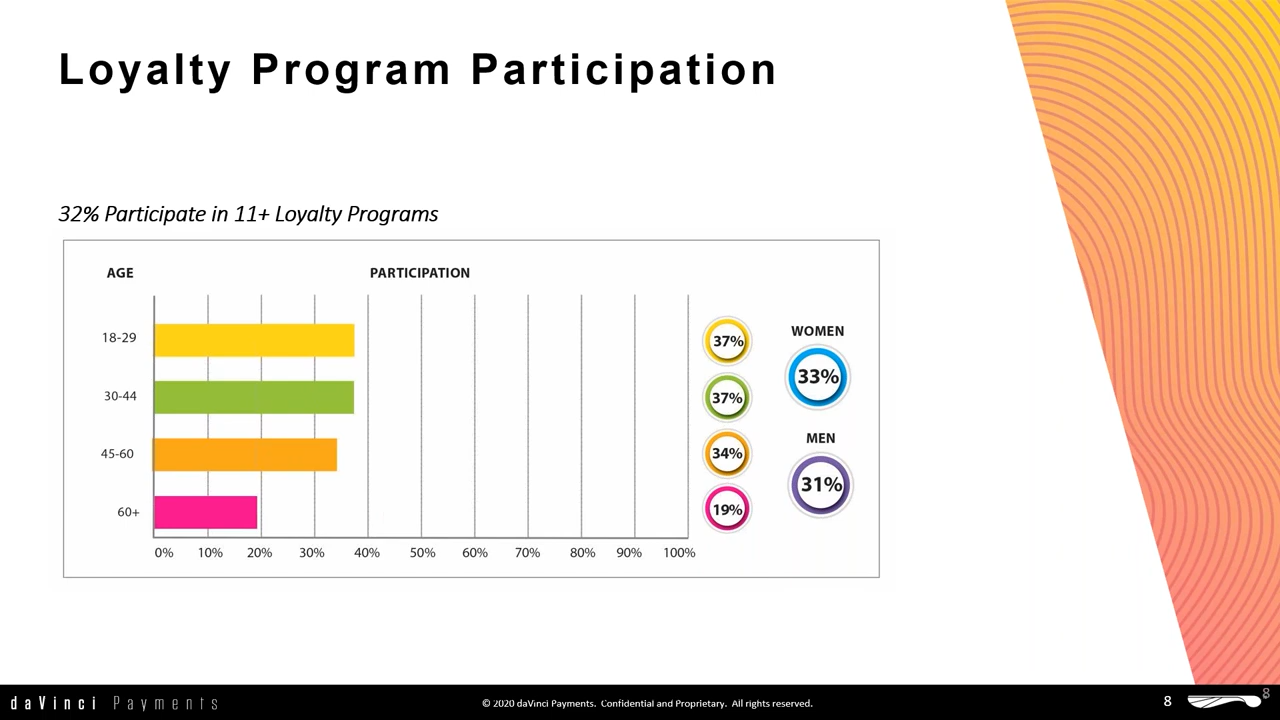 Loyalty Program Participation
32% Participate in 11+ Loyalty Programs
AGE PARTICIPATION
18-29 37%
30-44 37%
45-60 34%
60+ 19%
WOMEN
33%
MEN
31%
0% 10% 20% 30% 40% 50% 60% 70% 80% 90% 100%
daVinci Payments © 2020 daVinci Payments. Confidential and Proprietary. All rights reserved. 8 8